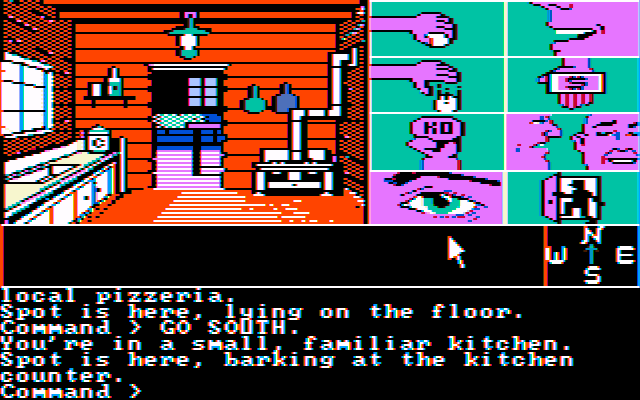 C
S
KO
N
W E
S
local pizzeria.
Spot is here, lying on the floor.
Command > GO SOUTH.
You're in a small, familiar kitchen.
Spot is here, barking at the kitchen
counter.
Command >